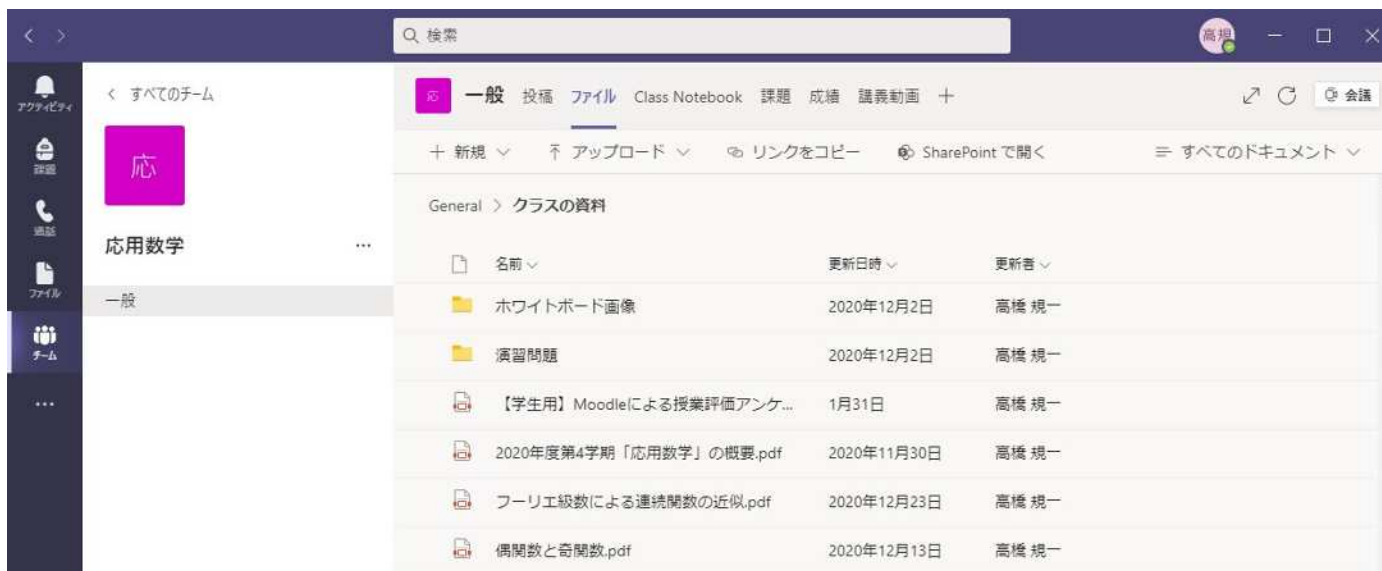 検索
高規
アクティビティ
課題
通話
ファイル
チーム
…
すべてのチーム
応
応用数学 …
一般
応 一般 投稿 ファイル Class Notebook 課題 成績 講義動画 +
会議
+ 新規 アップロード リンクをコピー SharePoint で開く すべてのドキュメント
General > クラスの資料
名前 更新日時 更新者
ホワイトボード画像 2020年12月2日 高橋 規一
演習問題 2020年12月2日 高橋 規一
【学生用】Moodleによる授業評価アンケ... 1月31日 高橋 規一
2020年度第4学期「応用数学」の概要.pdf 2020年11月30日 高橋 規一
フーリエ級数による連続関数の近似.pdf 2020年12月23日 高橋 規一
偶関数と奇関数.pdf 2020年12月13日 高橋 規一